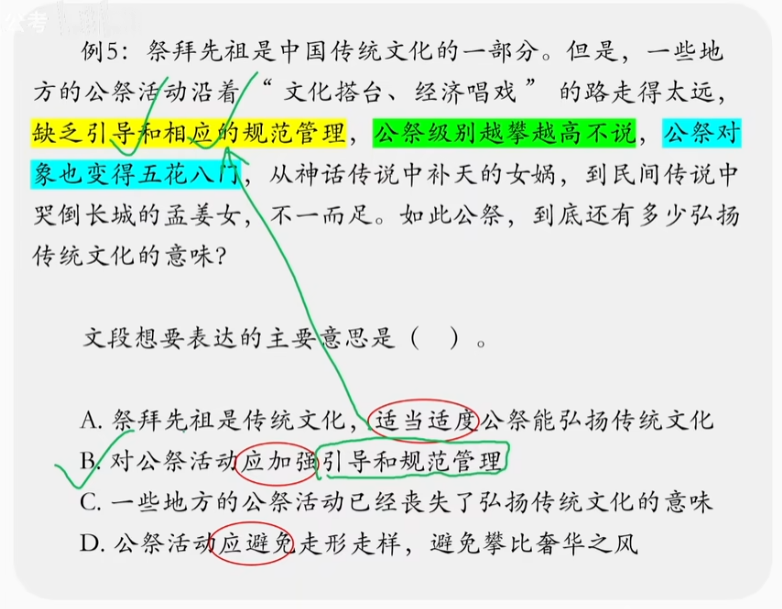 例5：祭拜先祖是中国传统文化的一部分。但是，一些地
方的公祭活动沿着“文化搭台、经济唱戏”的路走得太远，
缺乏引导和相应的规范管理，公祭级别越攀越高不说，公祭对
象也变得五花八门，从神话传说中补天的女娲，到民间传说中
哭倒长城的孟姜女，不一而足。如此公祭，到底还有多少弘扬
传统文化的意味？
文段想要表达的主要意思是（　）。
A. 祭拜先祖是传统文化，适当适度公祭能弘扬传统文化
B. 对公祭活动应加强引导和规范管理
C. 一些地方的公祭活动已经丧失了弘扬传统文化的意味
D. 公祭活动应避免走形走样，避免攀比奢华之风